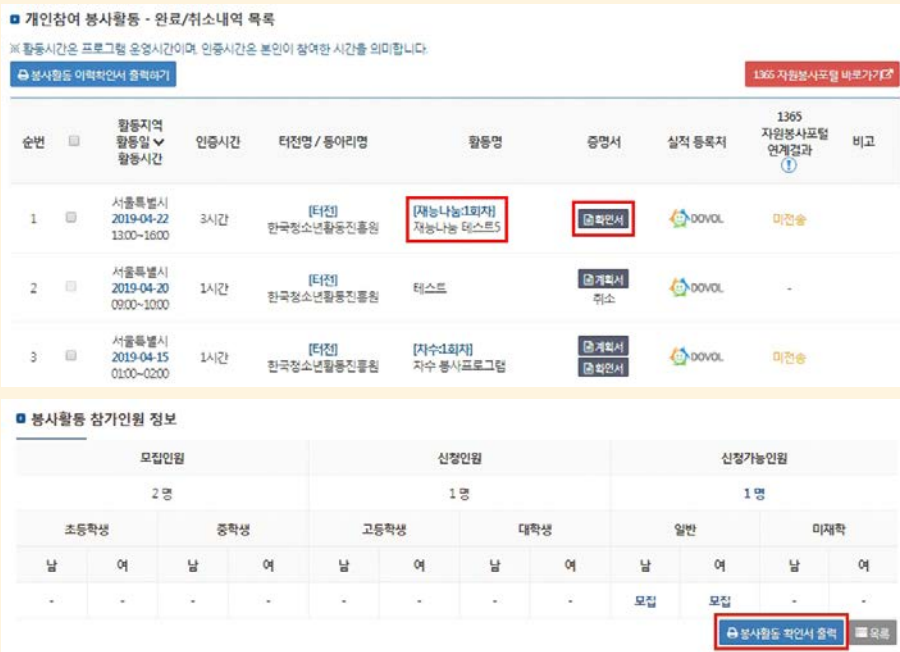 개인참여 봉사활동 - 완료/취소내역 목록
※ 활동시간은 프로그램 운영시간이며, 인증시간은 본인이 참여한 시간을 의미합니다.
봉사활동 이력확인서 출력하기
1365 자원봉사포털 바로가기
순번 활동지역 활동일 활동시간 인증시간 터전명 / 동아리명 활동명 증명서 실적 등록처 1365 자원봉사포털 연계결과 비고
서울특별시 [터전] [재능나눔:1회차]
1 2019-04-22 3시간 한국청소년활동진흥원 재능나눔 테스트5 확인서 DOVOL 미전송
13:00~16:00
서울특별시 [터전] 계획서
2 2019-04-20 1시간 한국청소년활동진흥원 테스트 취소 DOVOL -
09:00~10:00
서울특별시 [터전] [자수:1회차] 계획서
3 2019-04-15 1시간 한국청소년활동진흥원 자수 봉사프로그램 확인서 DOVOL 미전송
01:00~02:00
봉사활동 참가인원 정보
모집인원 신청인원 신청가능인원
2 명 1 명 1 명
초등학생 중학생 고등학생 대학생 일반 미재학
남 여 남 여 남 여 남 여 남 여 남 여
- - - - - - - - 모집 모집 - -
봉사활동 확인서 출력 목록